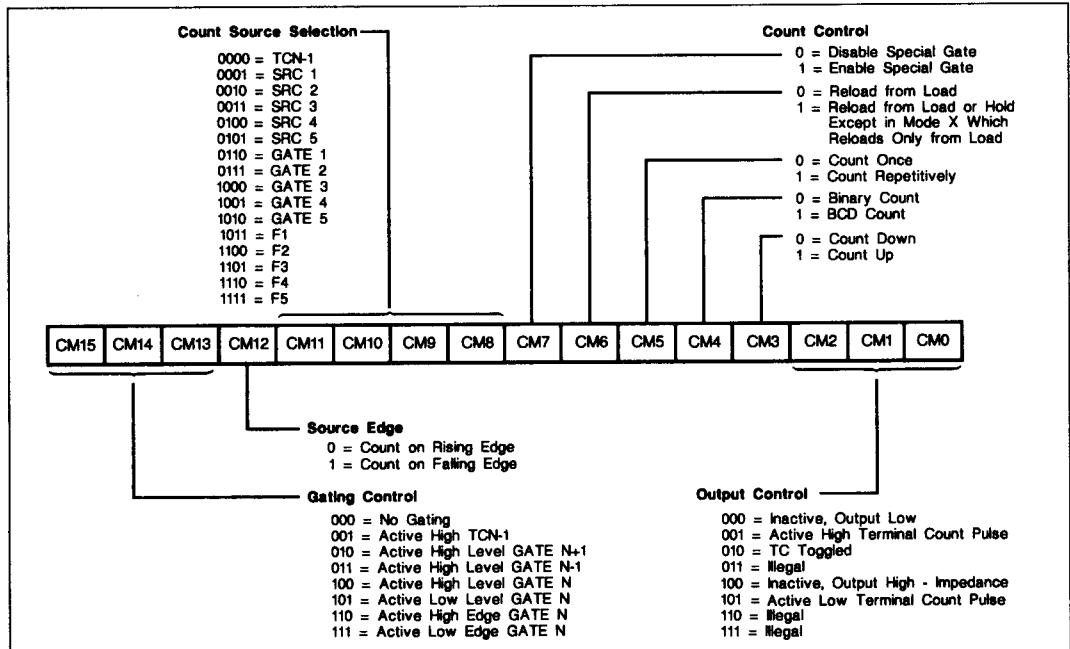 Count Source Selection
0000 = TCN-1
0001 = SRC 1
0010 = SRC 2
0011 = SRC 3
0100 = SRC 4
0101 = SRC 5
0110 = GATE 1
0111 = GATE 2
1000 = GATE 3
1001 = GATE 4
1010 = GATE 5
1011 = F1
1100 = F2
1101 = F3
1110 = F4
1111 = F5
Count Control
0 = Disable Special Gate
1 = Enable Special Gate
0 = Reload from Load
1 = Reload from Load or Hold
Except in Mode X Which
Reloads Only from Load
0 = Count Once
1 = Count Repetitively
0 = Binary Count
1 = BCD Count
0 = Count Down
1 = Count Up
CM15 CM14 CM13 CM12 CM11 CM10 CM9 CM8 CM7 CM6 CM5 CM4 CM3 CM2 CM1 CM0
Source Edge
0 = Count on Rising Edge
1 = Count on Falling Edge
Gating Control
000 = No Gating
001 = Active High TCN-1
010 = Active High Level GATE N+1
011 = Active High Level GATE N-1
100 = Active High Level GATE N
101 = Active Low Level GATE N
110 = Active High Edge GATE N
111 = Active Low Edge GATE N
Output Control
000 = Inactive, Output Low
001 = Active High Terminal Count Pulse
010 = TC Toggled
011 = Illegal
100 = Inactive, Output High - Impedance
101 = Active Low Terminal Count Pulse
110 = Illegal
111 = Illegal